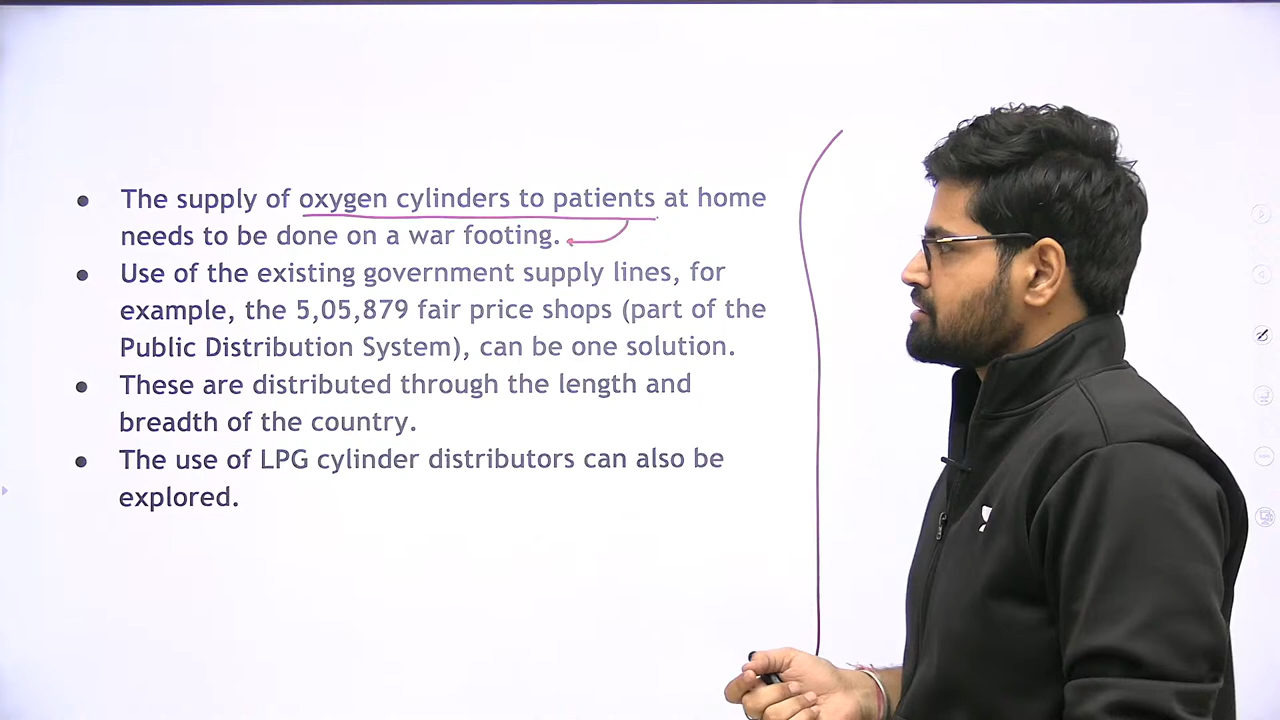 The supply of oxygen cylinders to patients at home
needs to be done on a war footing.
Use of the existing government supply lines, for
example, the 5,05,879 fair price shops (part of the
Public Distribution System), can be one solution.
These are distributed through the length and
breadth of the country.
The use of LPG cylinder distributors can also be
explored.